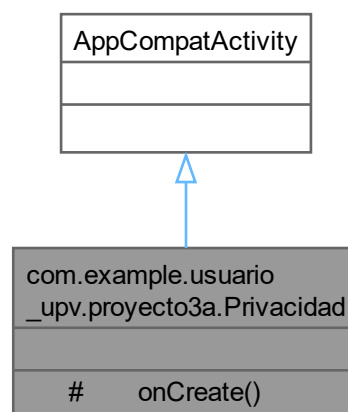 AppCompatActivity
com.example.usuario
_upv.proyecto3a.Privacidad
# onCreate()